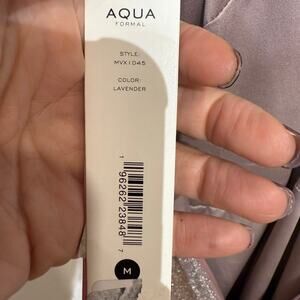 AQUA
FORMAL
STYLE:
MVX1045
COLOR:
LAVENDER
1 96262 23848 7
M